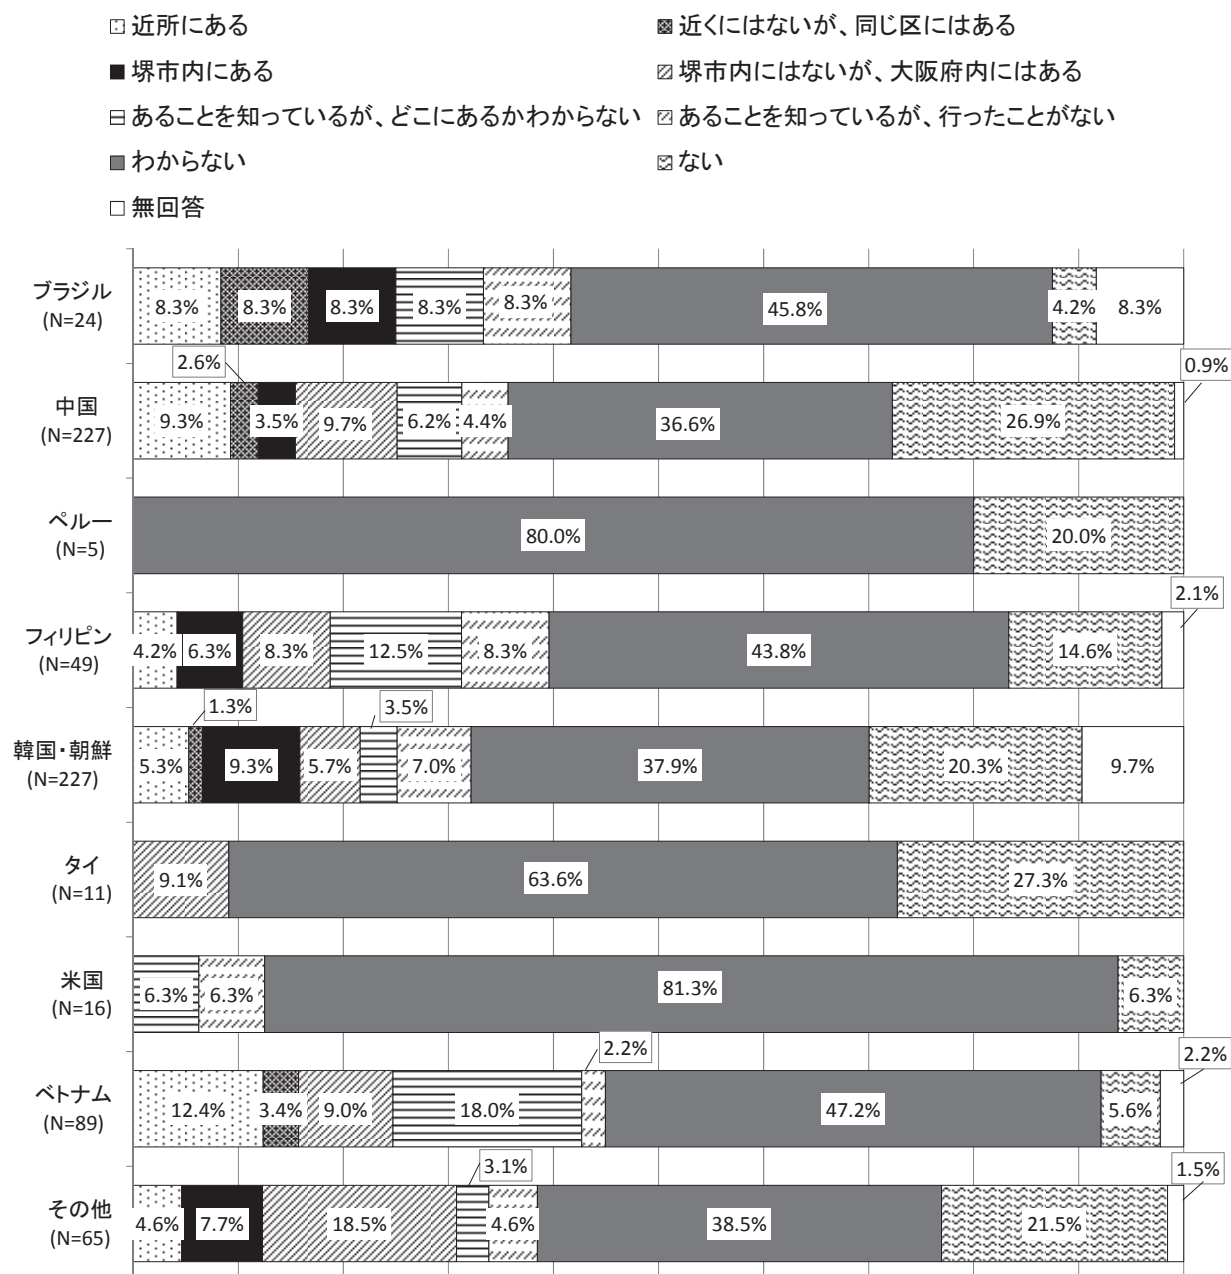 近所にある
近くにはないが、同じ区にはある
堺市内にある
堺市内にはないが、大阪府内にはある
あることを知っているが、どこにあるかわからない
あることを知っているが、行ったことがない
わからない
ない
無回答
ブラジル
(N=24)
8.3%
8.3%
8.3%
8.3%
8.3%
45.8%
4.2%
8.3%
中国
(N=227)
9.3%
2.6%
3.5%
9.7%
6.2%
4.4%
36.6%
26.9%
0.9%
ペルー
(N=5)
80.0%
20.0%
フィリピン
(N=49)
4.2%
6.3%
8.3%
12.5%
8.3%
43.8%
14.6%
2.1%
韓国・朝鮮
(N=227)
5.3%
1.3%
9.3%
5.7%
3.5%
7.0%
37.9%
20.3%
9.7%
タイ
(N=11)
9.1%
63.6%
27.3%
米国
(N=16)
6.3%
6.3%
81.3%
6.3%
ベトナム
(N=89)
12.4%
3.4%
9.0%
18.0%
2.2%
47.2%
5.6%
2.2%
その他
(N=65)
4.6%
7.7%
18.5%
3.1%
4.6%
38.5%
21.5%
1.5%